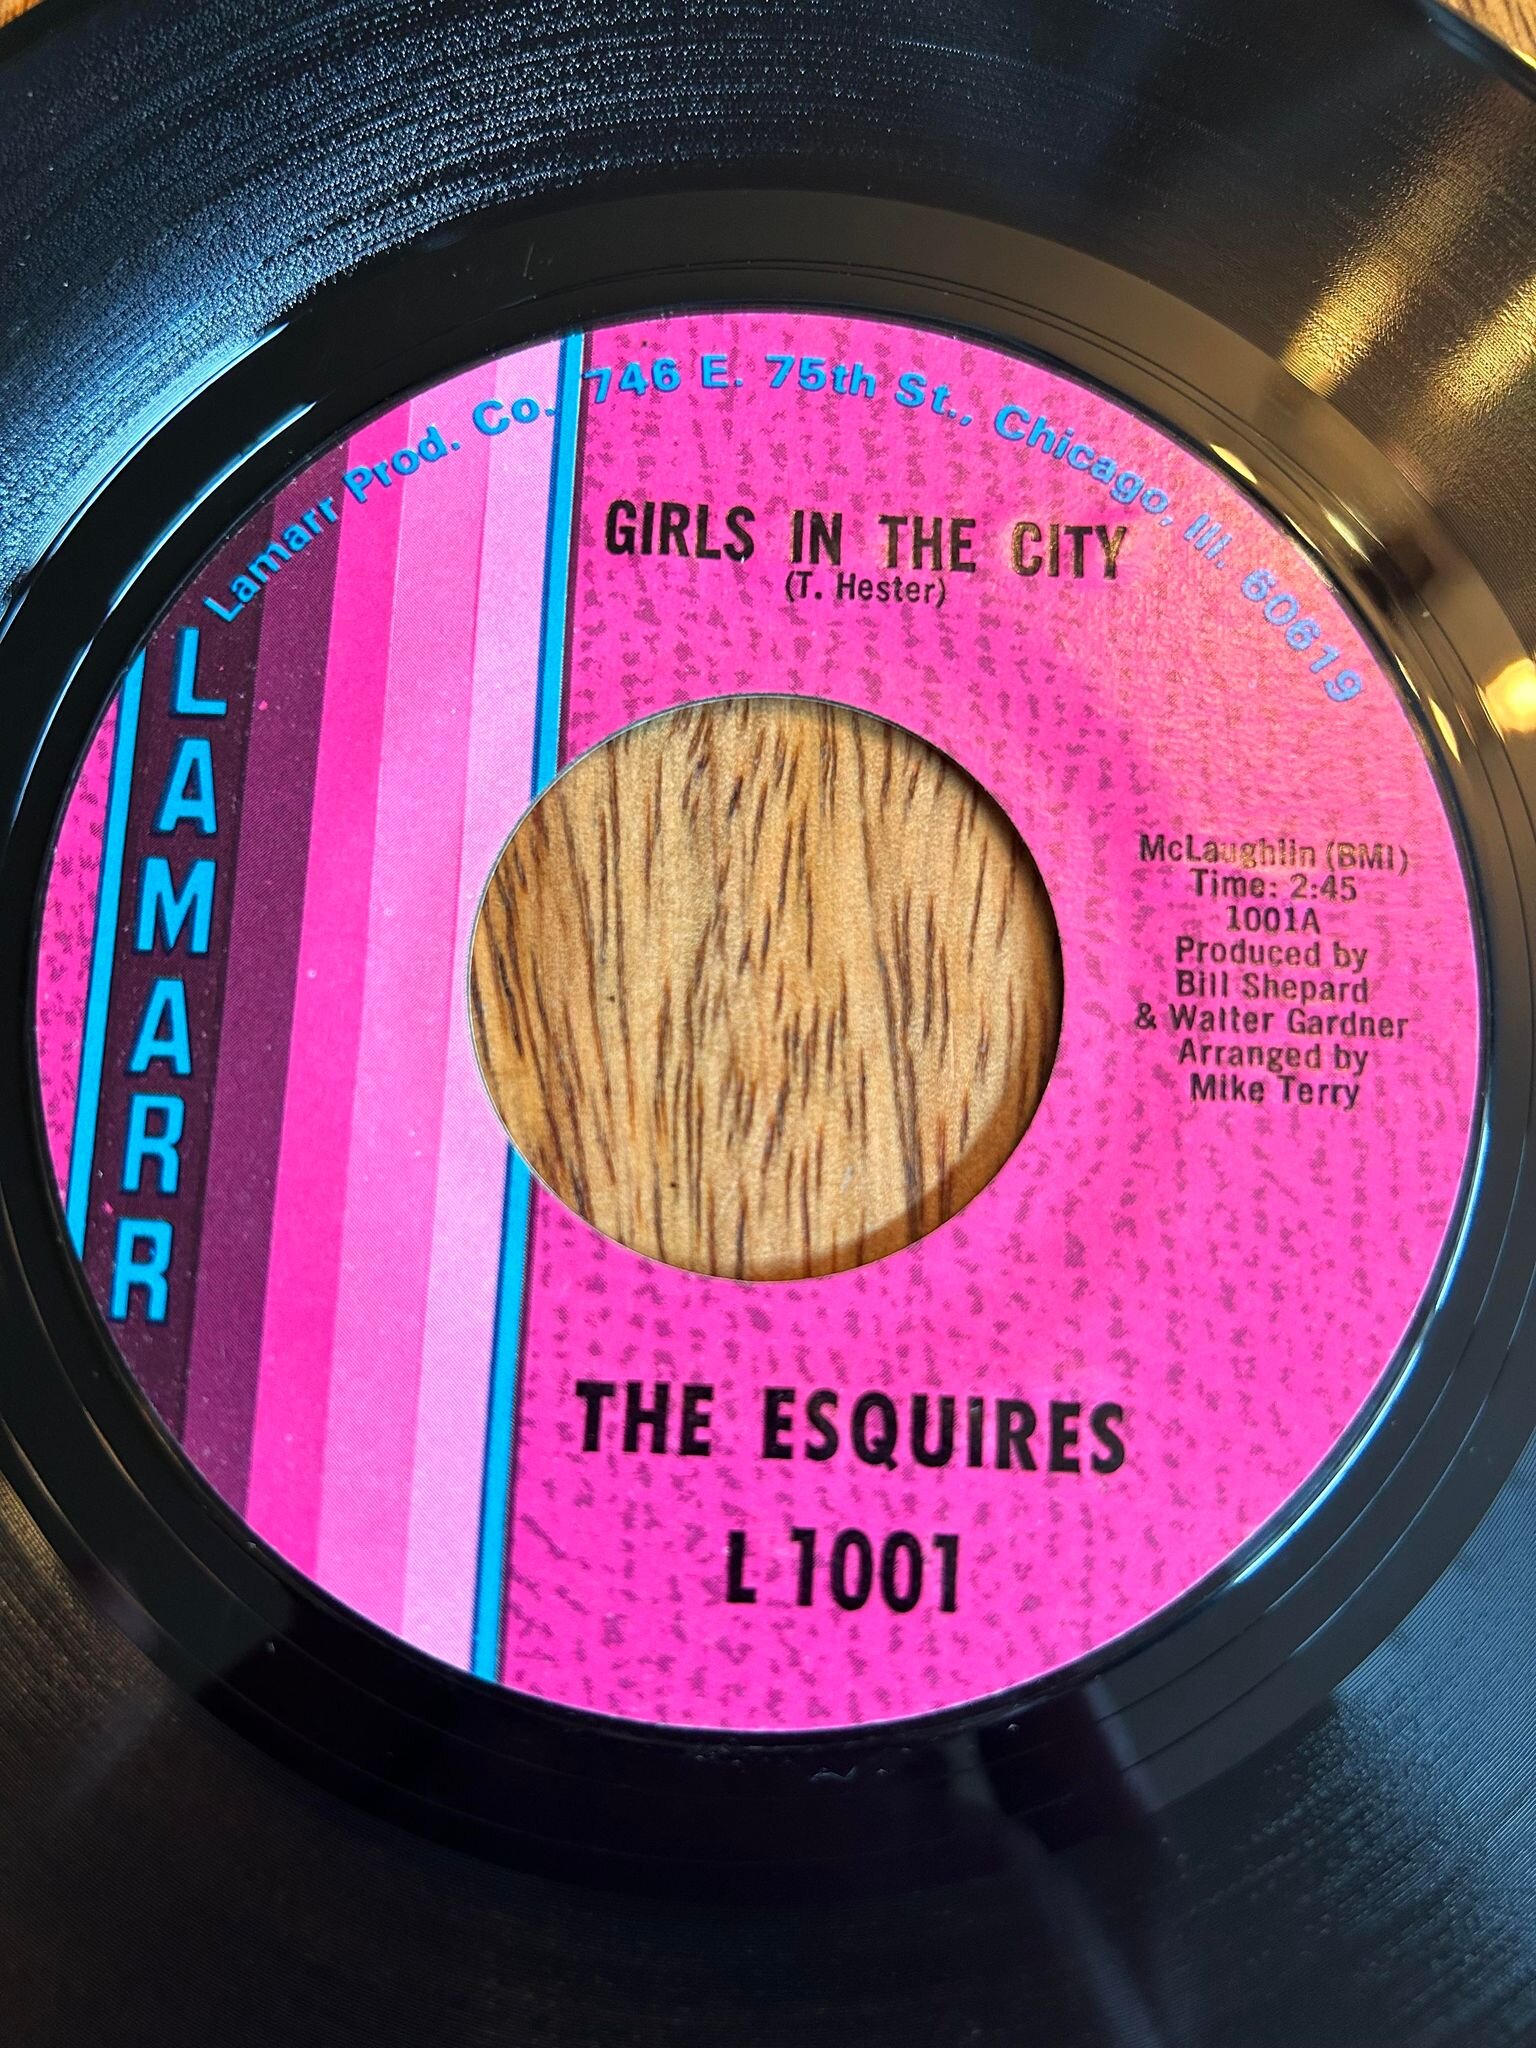 Lamarr Prod. Co. 746 E. 75th St., Chicago, Ill. 60619
LAMARR
GIRLS IN THE CITY
(T. Hester)
McLaughlin (BMI)
Time: 2:45
1001A
Produced by
Bill Shepard
& Walter Gardner
Arranged by
Mike Terry
THE ESQUIRES
L 1001